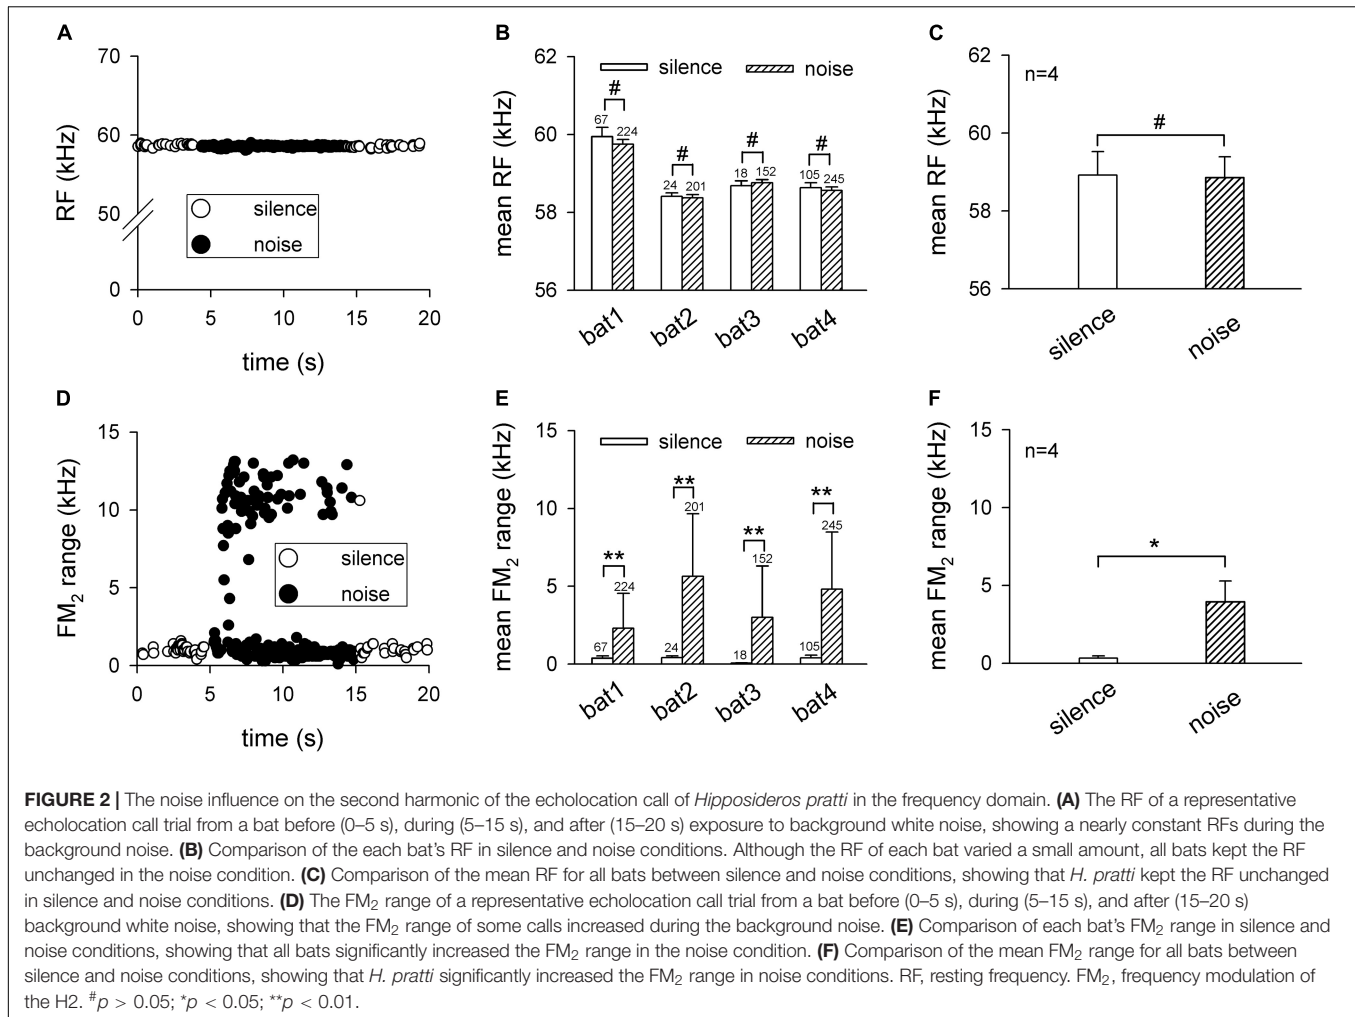 A
70
60
50
0
RF (kHz)
silence
noise
0 5 10 15 20
time (s)
B
62
60
58
56
mean RF (kHz)
silence noise
# # # #
67 224 24 201 18 152 105 245
bat1 bat2 bat3 bat4
C
62
60
58
56
mean RF (kHz)
n=4
#
silence noise
D
15
10
5
0
FM2 range (kHz)
silence
noise
0 5 10 15 20
time (s)
E
15
10
5
0
mean FM2 range (kHz)
silence noise
** ** ** **
67 224 24 201 18 152 105 245
bat1 bat2 bat3 bat4
F
15
10
5
0
mean FM2 range (kHz)
n=4
*
silence noise
FIGURE 2 | The noise influence on the second harmonic of the echolocation call of Hipposideros pratti in the frequency domain. (A) The RF of a representative
echolocation call trial from a bat before (0–5 s), during (5–15 s), and after (15–20 s) exposure to background white noise, showing a nearly constant RFs during the
background noise. (B) Comparison of the each bat's RF in silence and noise conditions. Although the RF of each bat varied a small amount, all bats kept the RF
unchanged in the noise condition. (C) Comparison of the mean RF for all bats between silence and noise conditions, showing that H. pratti kept the RF unchanged
in silence and noise conditions. (D) The FM2 range of a representative echolocation call trial from a bat before (0–5 s), during (5–15 s), and after (15–20 s)
background white noise, showing that the FM2 range of some calls increased during the background noise. (E) Comparison of each bat's FM2 range in silence and
noise conditions, showing that all bats significantly increased the FM2 range in the noise condition. (F) Comparison of the mean FM2 range for all bats between
silence and noise conditions, showing that H. pratti significantly increased the FM2 range in noise conditions. RF, resting frequency. FM2, frequency modulation of
the H2. #p > 0.05; *p < 0.05; **p < 0.01.